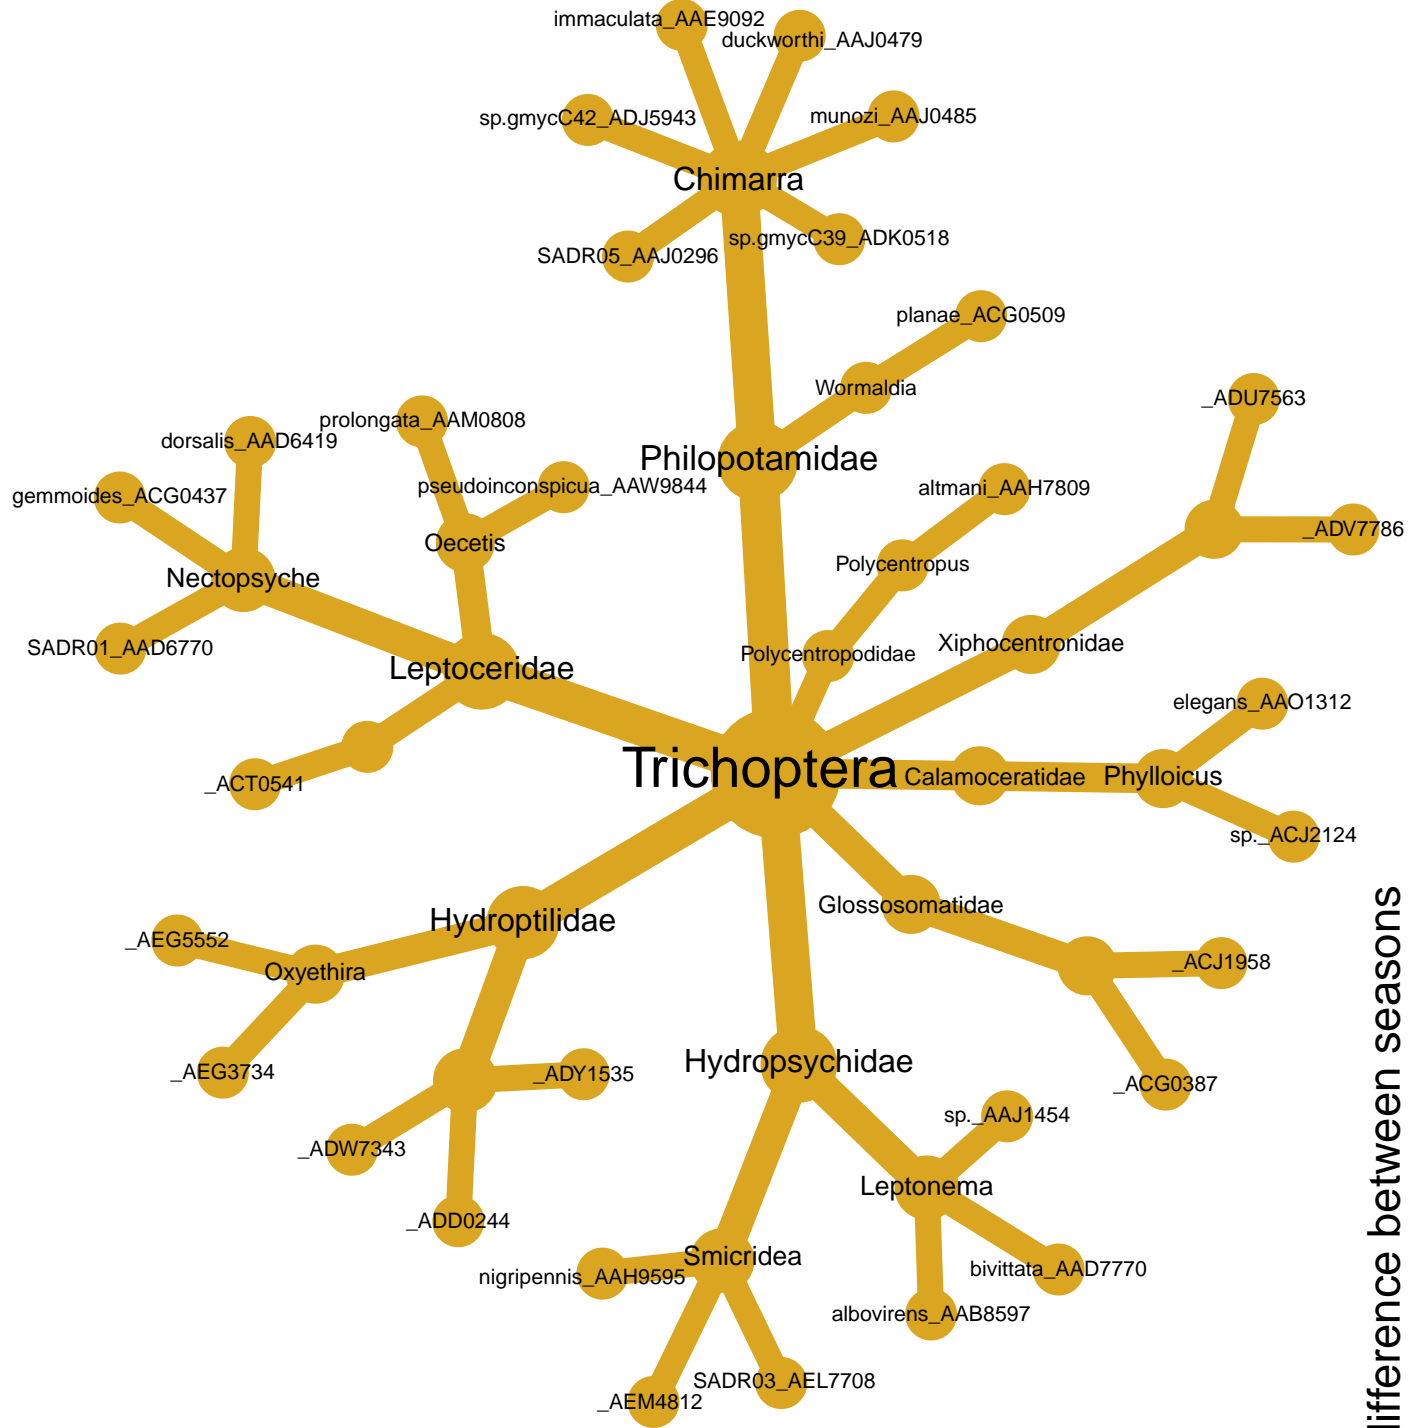 immaculata_AAE9092
duckworthi_AAJ0479
sp.gmycC42_ADJ5943
munozi_AAJ0485
Chimarra
sp.gmycC39_ADK0518
SADR05_AAJ0296
planae_ACG0509
Wormaldia
_ADU7563
prolongata_AAM0808
dorsalis_AAD6419
Philopotamidae
pseudoinconspicua_AAW9844
altmani_AAH7809
gemmoides_ACG0437
_ADV7786
Oecetis
Polycentropus
Nectopsyche
Xiphocentronidae
SADR01_AAD6770
Polycentropodidae
Leptoceridae
elegans_AAO1312
Trichoptera
Calamoceratidae
Phylloicus
_ACT0541
sp._ACJ2124
Glossosomatidae
Hydroptilidae
_AEG5552
_ACJ1958
Oxyethira
Hydropsychidae
_AEG3734
_ADY1535
_ACG0387
sp._AAJ1454
_ADW7343
Leptonema
_ADD0244
Smicridea
bivittata_AAD7770
nigripennis_AAH9595
albovirens_AAB8597
SADR03_AEL7708
_AEM4812
ifference between seasons